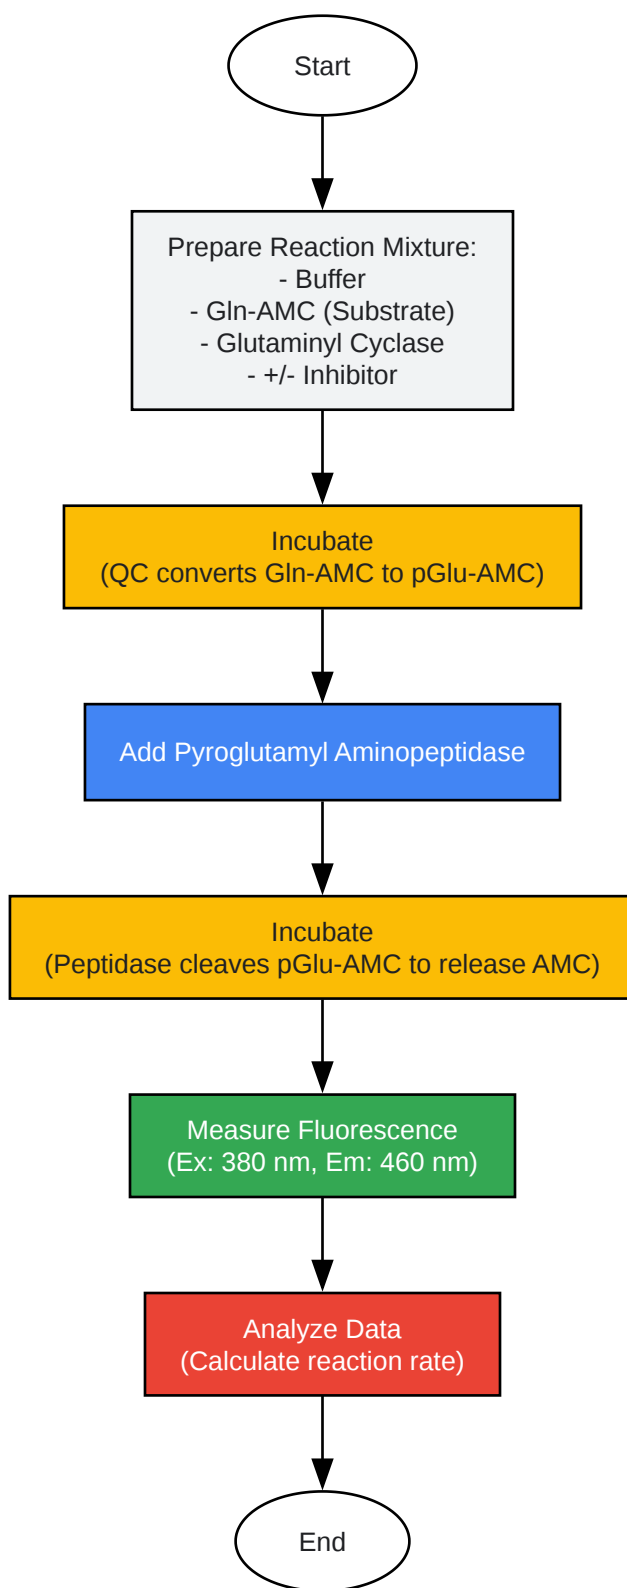 Start
Prepare Reaction Mixture:
- Buffer
- Gln-AMC (Substrate)
- Glutaminyl Cyclase
- +/- Inhibitor
Incubate
(QC converts Gln-AMC to pGlu-AMC)
Add Pyroglutamyl Aminopeptidase
Incubate
(Peptidase cleaves pGlu-AMC to release AMC)
Measure Fluorescence
(Ex: 380 nm, Em: 460 nm)
Analyze Data
(Calculate reaction rate)
End